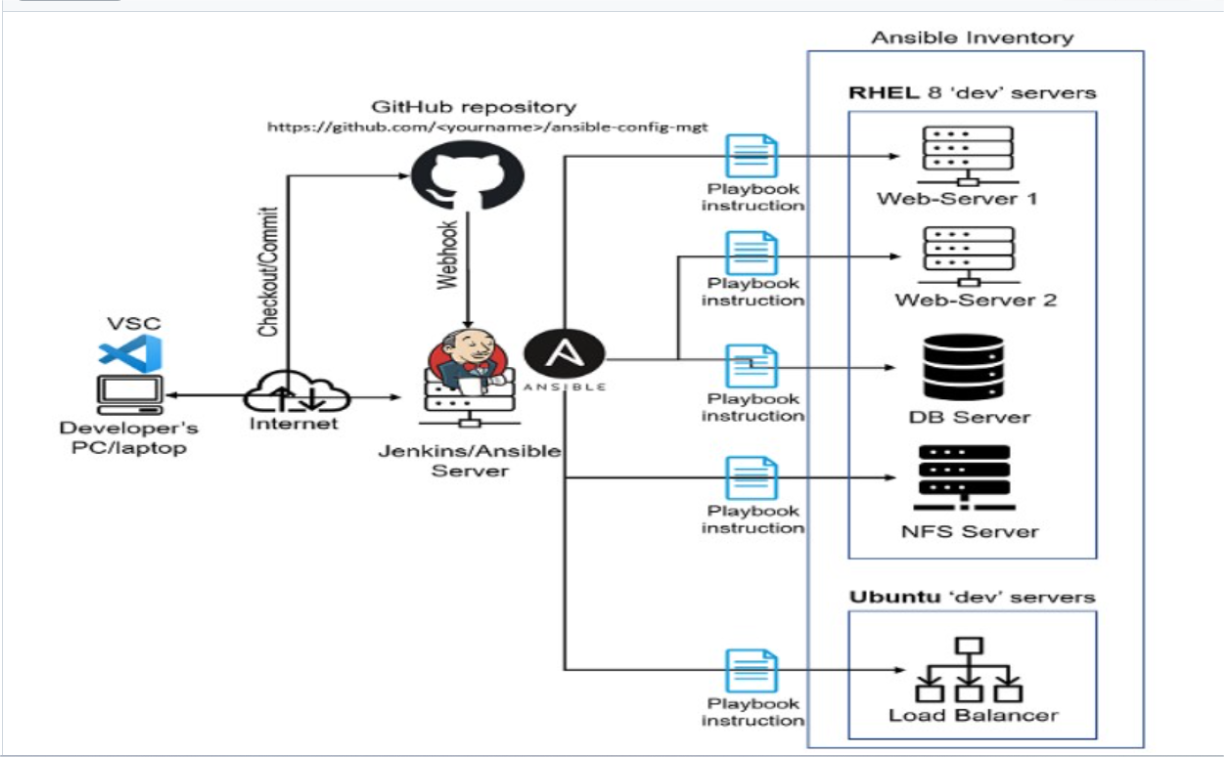 Ansible Inventory
RHEL 8 ‘dev’ servers
GitHub repository
https://github.com/<yourname>/ansible-config-mgt
Playbook
instruction
Web-Server 1
Checkout/Commit
Webhook
Playbook
instruction
Web-Server 2
VSC
ANSIBLE
Playbook
instruction
DB Server
Developer's
PC/laptop
Internet
Jenkins/Ansible
Server
Playbook
instruction
NFS Server
Ubuntu ‘dev’ servers
Playbook
instruction
Load Balancer